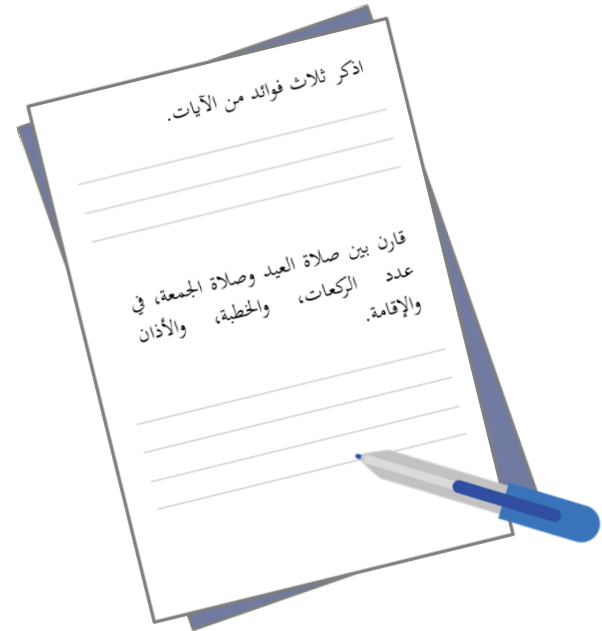 اذكر ثلاث فوائد من الآيات.
قارن بين صلاة العيد وصلاة الجمعة، في
عدد الركعات، والخطبة، والأذان
والإقامة.